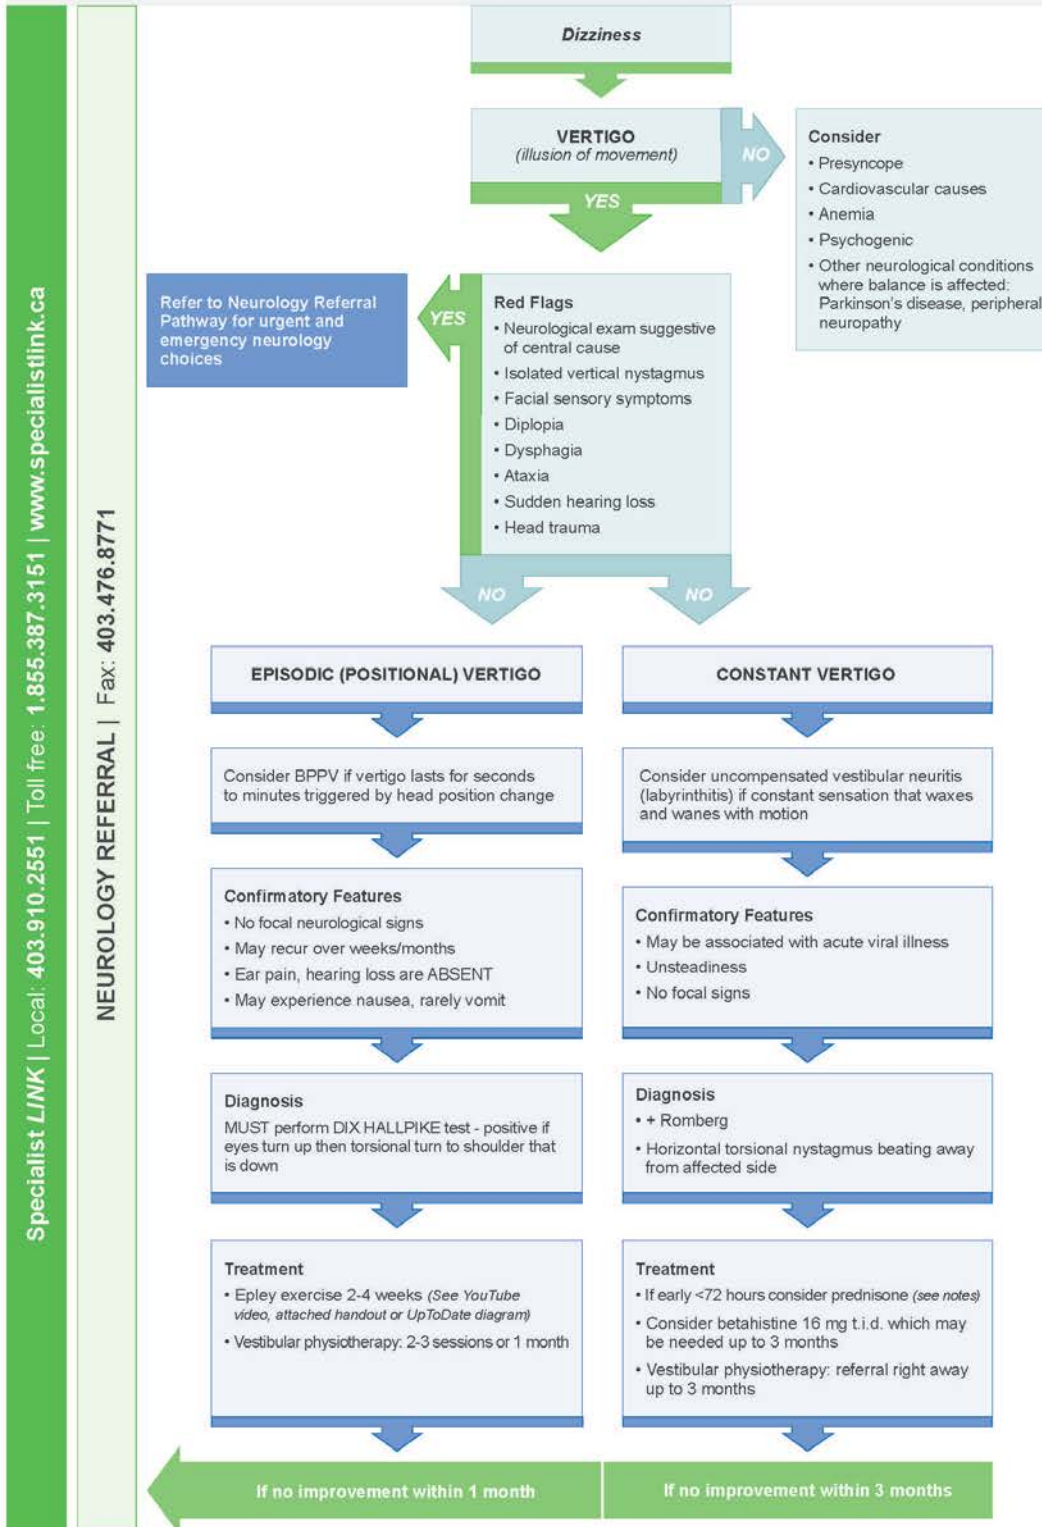 Specialist LINK | Local: 403.910.2551 | Toll free: 1.855.387.3151 | www.specialistlink.ca
NEUROLOGY REFERRAL | Fax: 403.476.8771
Dizziness
VERTIGO
(illusion of movement)
NO
YES
Consider
• Presyncope
• Cardiovascular causes
• Anemia
• Psychogenic
• Other neurological conditions
where balance is affected:
Parkinson's disease, peripheral
neuropathy
Refer to Neurology Referral
Pathway for urgent and
emergency neurology
choices
YES
Red Flags
• Neurological exam suggestive
of central cause
• Isolated vertical nystagmus
• Facial sensory symptoms
• Diplopia
• Dysphagia
• Ataxia
• Sudden hearing loss
• Head trauma
NO
NO
EPISODIC (POSITIONAL) VERTIGO
Consider BPPV if vertigo lasts for seconds
to minutes triggered by head position change
Confirmatory Features
• No focal neurological signs
• May recur over weeks/months
• Ear pain, hearing loss are ABSENT
• May experience nausea, rarely vomit
Diagnosis
MUST perform DIX HALLPIKE test - positive if
eyes turn up then torsional turn to shoulder that
is down
Treatment
• Epley exercise 2-4 weeks (See YouTube
video, attached handout or UpToDate diagram)
• Vestibular physiotherapy: 2-3 sessions or 1 month
If no improvement within 1 month
CONSTANT VERTIGO
Consider uncompensated vestibular neuritis
(labyrinthitis) if constant sensation that waxes
and wanes with motion
Confirmatory Features
• May be associated with acute viral illness
• Unsteadiness
• No focal signs
Diagnosis
• + Romberg
• Horizontal torsional nystagmus beating away
from affected side
Treatment
• If early <72 hours consider prednisone (see notes)
• Consider betahistine 16 mg t.i.d. which may
be needed up to 3 months
• Vestibular physiotherapy: referral right away
up to 3 months
If no improvement within 3 months